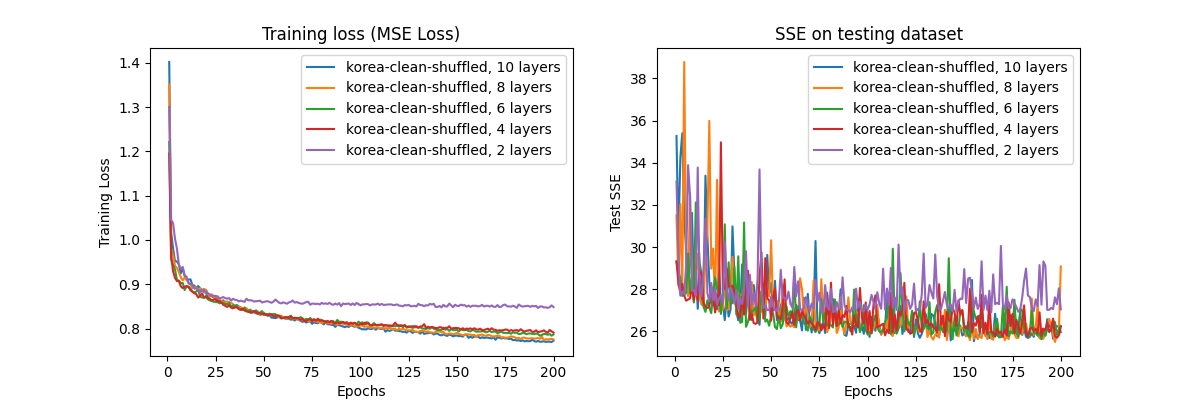 Training loss (MSE Loss)
1.4
1.3
1.2
1.1
1.0
0.9
0.8
Training Loss
korea-clean-shuffled, 10 layers
korea-clean-shuffled, 8 layers
korea-clean-shuffled, 6 layers
korea-clean-shuffled, 4 layers
korea-clean-shuffled, 2 layers
0 25 50 75 100 125 150 175 200
Epochs
SSE on testing dataset
38
36
34
32
30
28
26
Test SSE
korea-clean-shuffled, 10 layers
korea-clean-shuffled, 8 layers
korea-clean-shuffled, 6 layers
korea-clean-shuffled, 4 layers
korea-clean-shuffled, 2 layers
0 25 50 75 100 125 150 175 200
Epochs